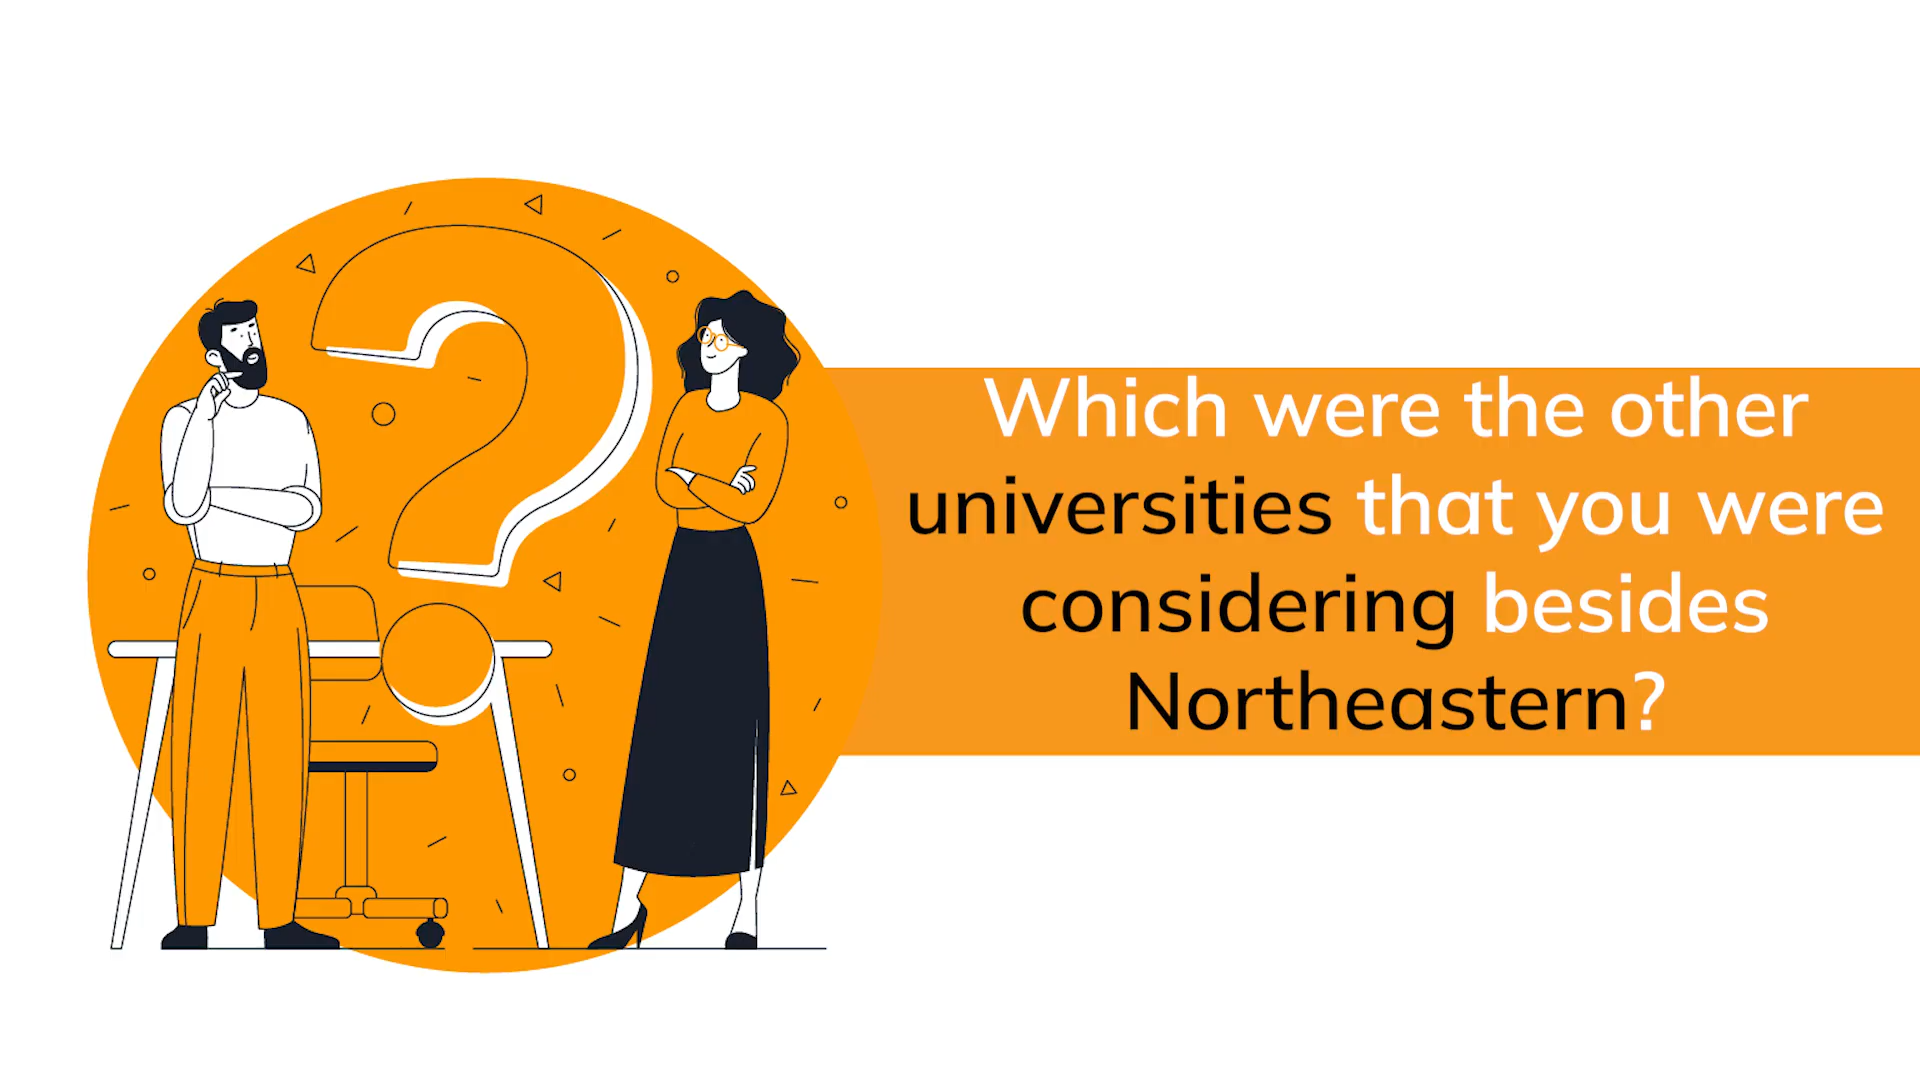 Which were the other
universities that you were
considering besides
Northeastern?